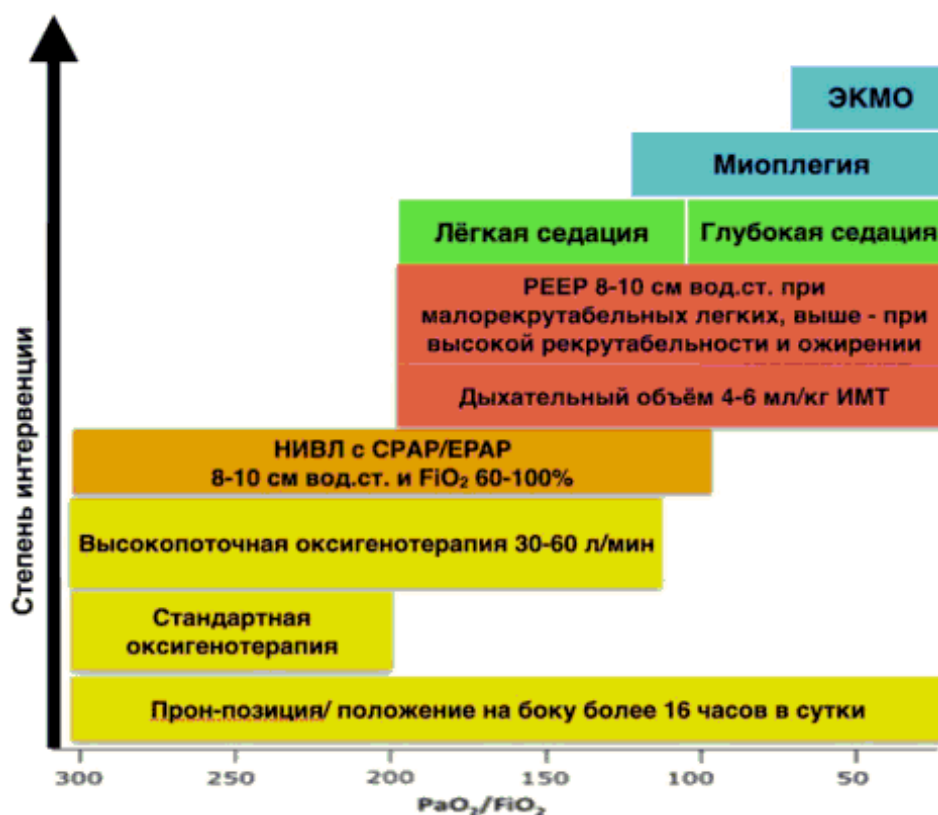 ЭКМО
Миоплегия
Лёгкая седация
Глубокая седация
PEEP 8-10 см вод.ст. при
малорекрутабельных легких, выше - при
высокой рекрутабельности и ожирении
Дыхательный объём 4-6 мл/кг ИМТ
НИВЛ с CPAP/EPAP
8-10 см вод.ст. и FiO₂ 60-100%
Высокопоточная оксигенотерапия 30-60 л/мин
Стандартная
оксигенотерапия
Прон-позиция/ положение на боку более 16 часов в сутки
Степень интервенции
300 250 200 150 100 50
PaO₂/FiO₂